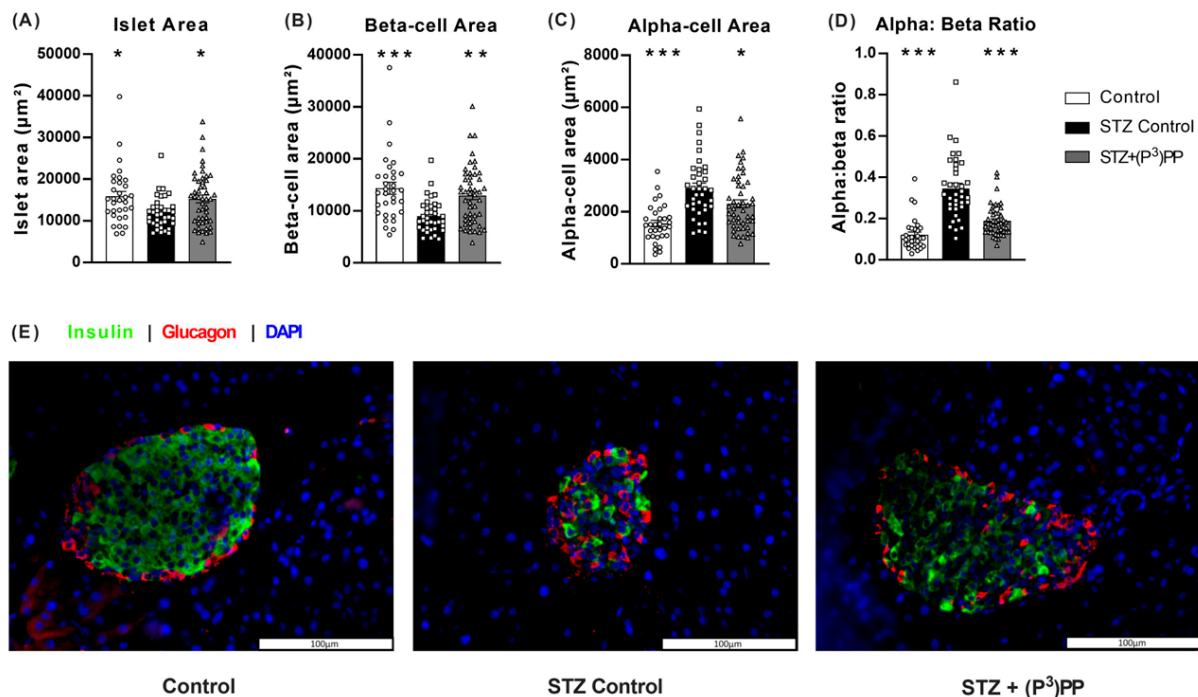 (A) Islet Area
* *
Islet area (µm²)
50000
40000
30000
20000
10000
0
(B) Beta-cell Area
*** **
Beta-cell area (µm²)
40000
30000
20000
10000
0
(C) Alpha-cell Area
*** *
Alpha-cell area (µm²)
8000
6000
4000
2000
0
(D) Alpha: Beta Ratio
*** ***
Alpha:beta ratio
1.0
0.8
0.6
0.4
0.2
0.0
Control
STZ Control
STZ+(P³)PP
(E) Insulin | Glucagon | DAPI
100µm
100µm
100µm
Control
STZ Control
STZ + (P³)PP